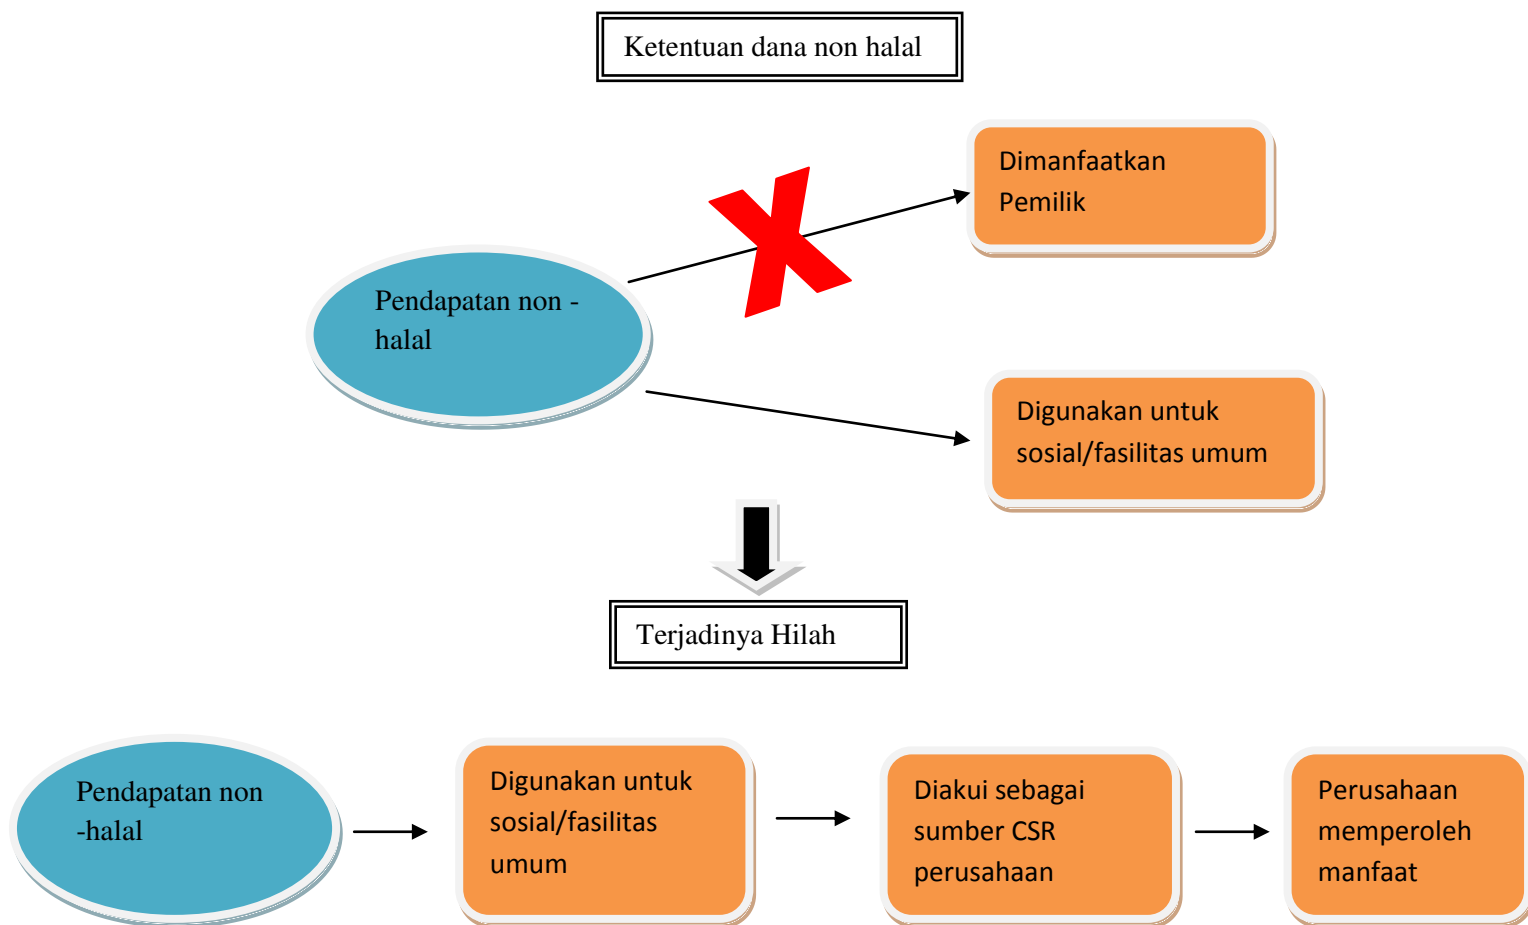 Ketentuan dana non halal
Dimanfaatkan
Pemilik
Pendapatan non -
halal
Digunakan untuk
sosial/fasilitas umum
Terjadinya Hilah
Pendapatan non
-halal
Digunakan untuk
sosial/fasilitas
umum
Diakui sebagai
sumber CSR
perusahaan
Perusahaan
memperoleh
manfaat